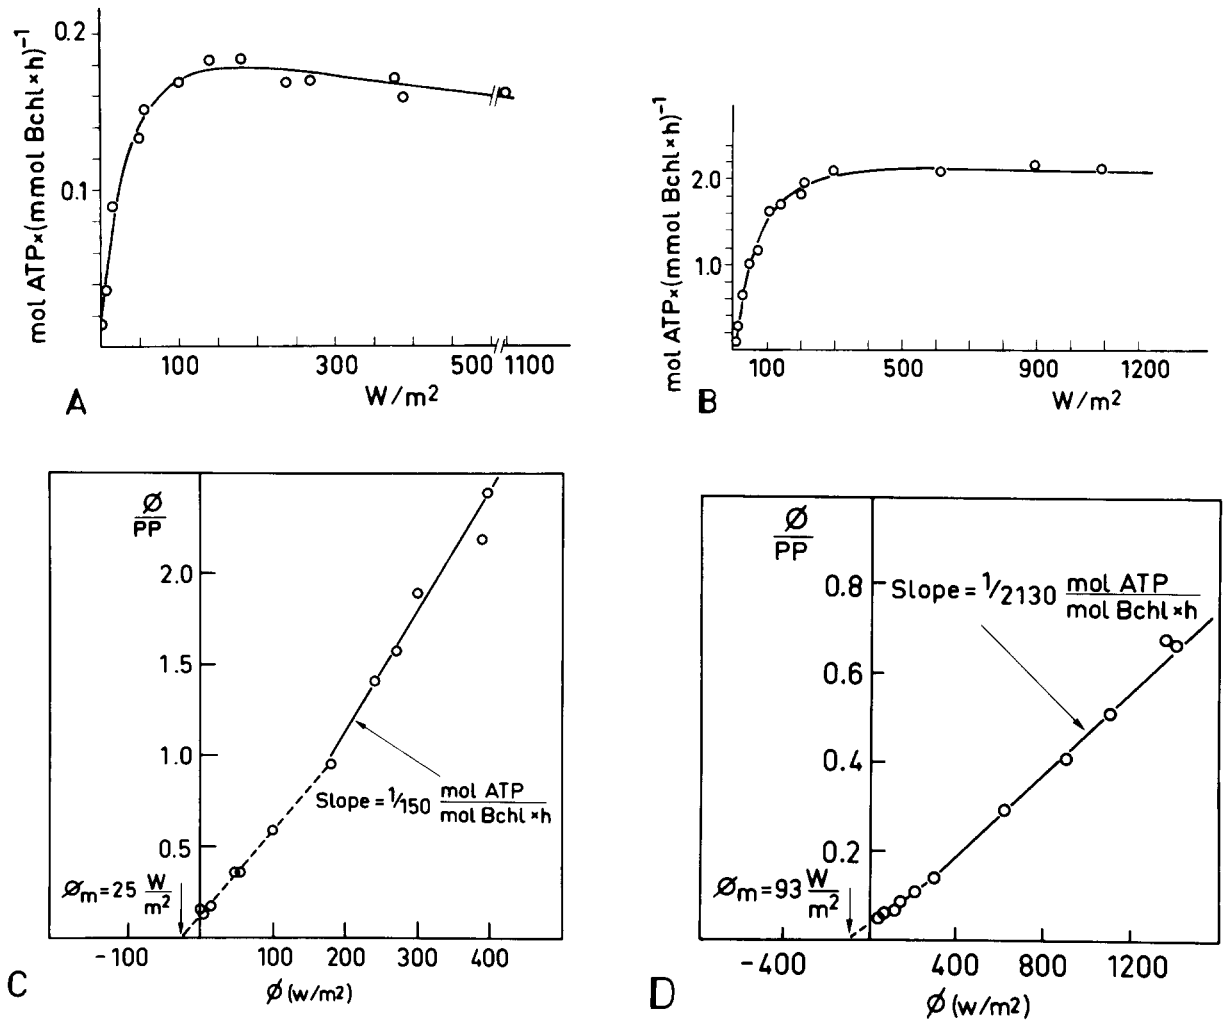 0.2
0.1
mol ATP×(mmol Bchl×h)⁻¹
100 300 500 1100
W/m²
A
2.0
1.0
mol ATP×(mmol Bchl×h)⁻¹
100 500 900 1200
W/m²
B
Ø
PP
2.0
1.5
1.0
Slope = 1/150 mol ATP
mol Bchl×h
0.5
Øm = 25 W
m²
-100 100 200 300 400
Ø (w/m²)
C
Ø
PP
0.8
Slope = 1/2130 mol ATP
mol Bchl×h
0.6
0.4
0.2
Øm = 93 W
m²
-400 400 800 1200
Ø (w/m²)
D